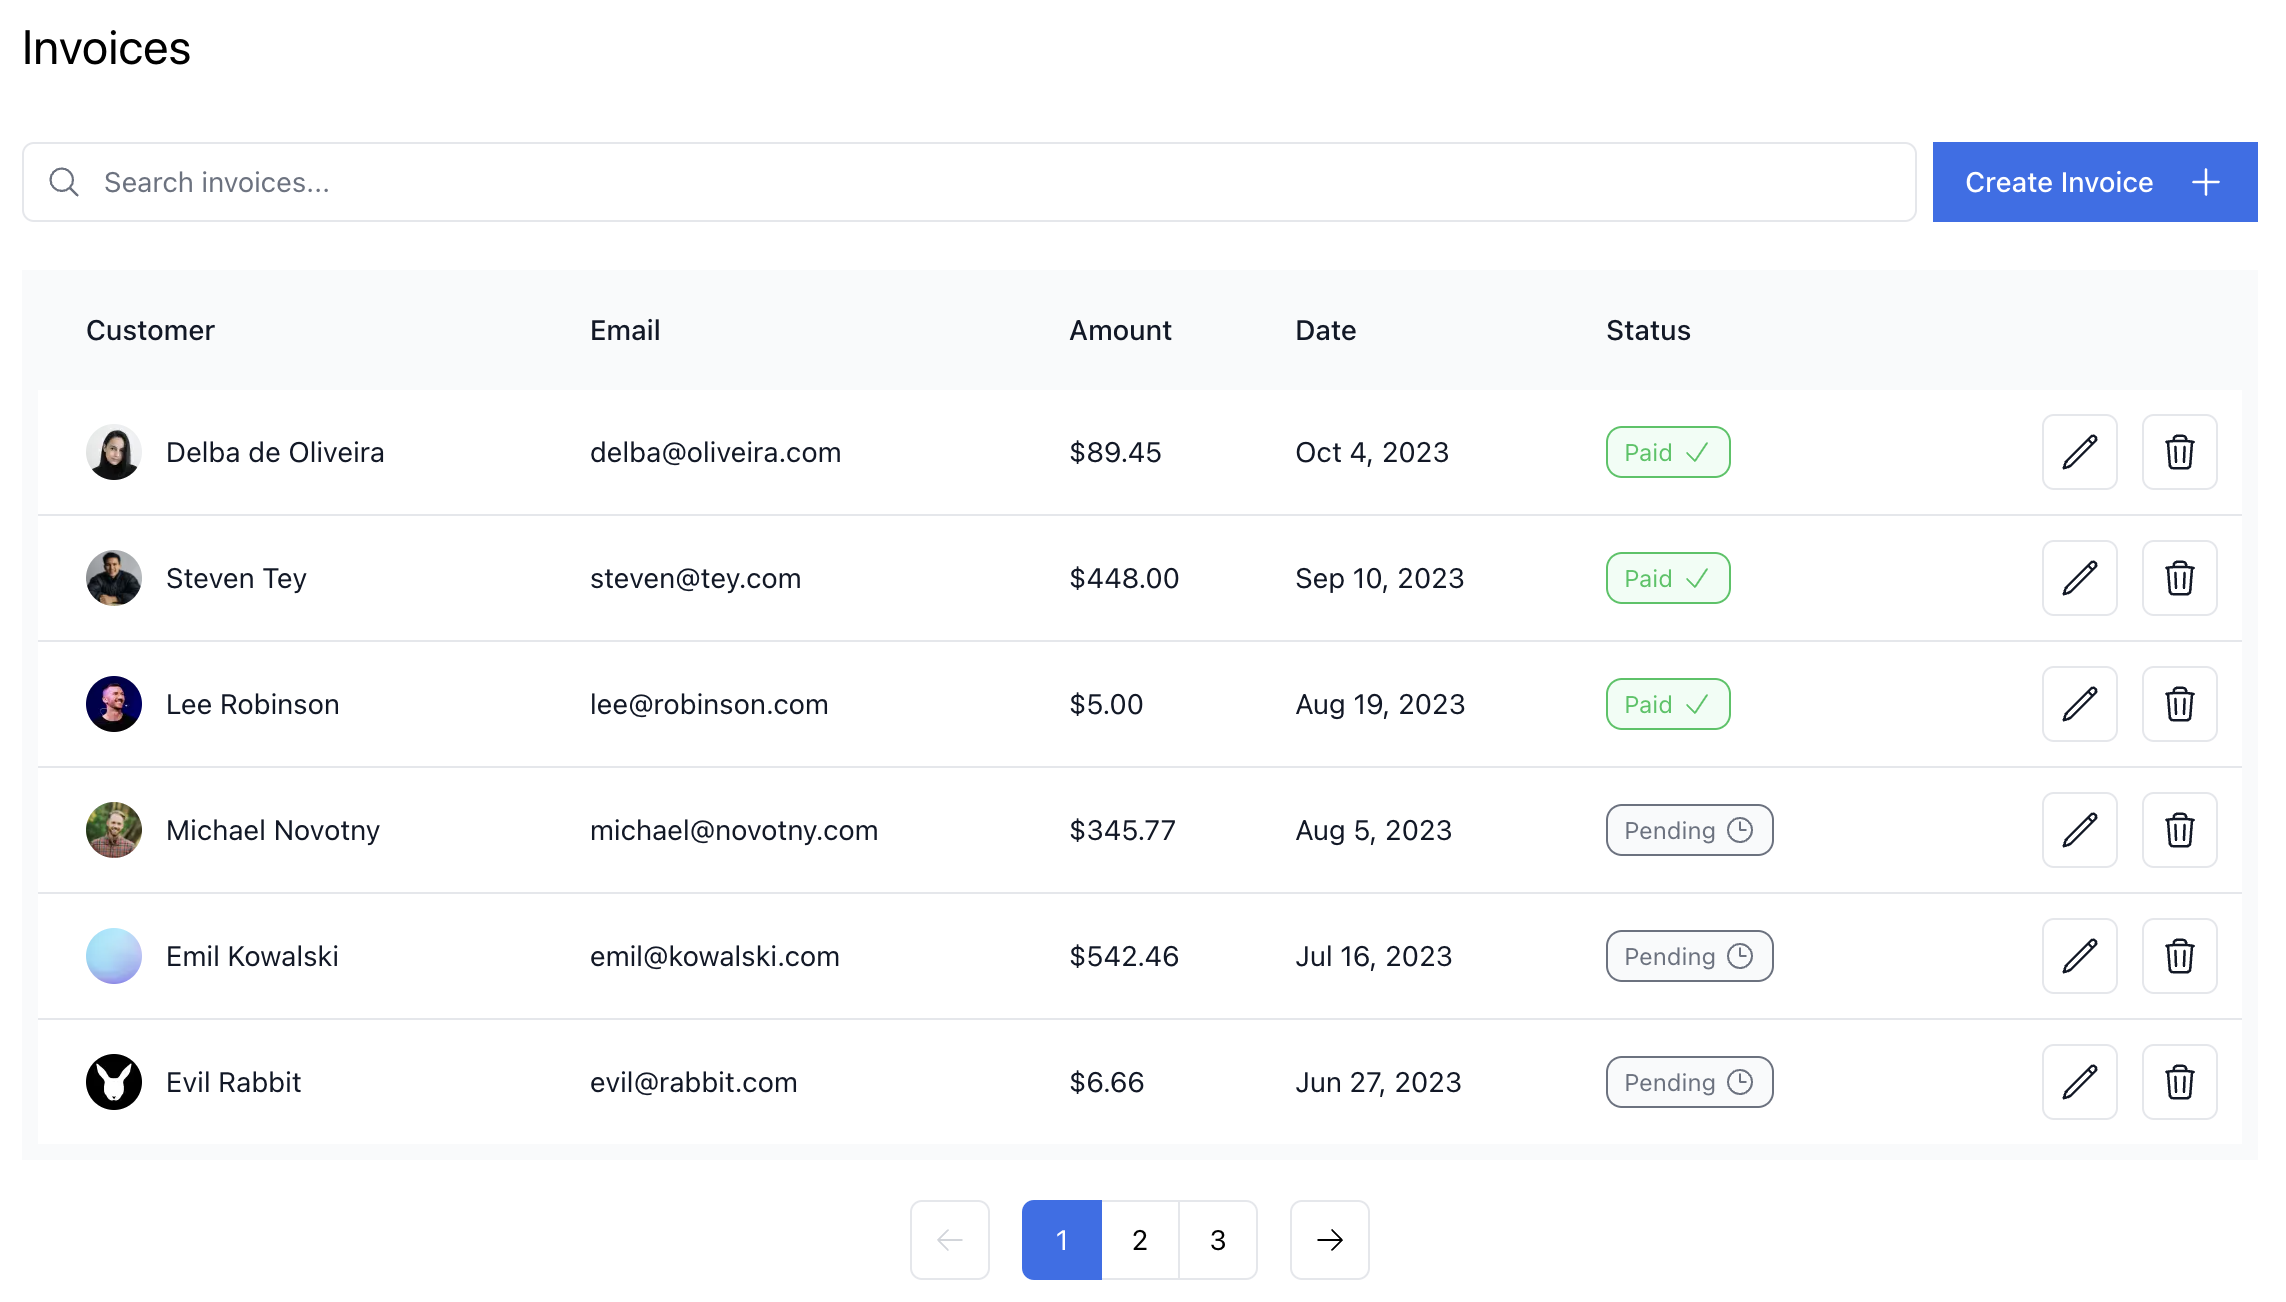 Invoices
Search invoices...
Create Invoice
Customer Email Amount Date Status
Delba de Oliveira delba@oliveira.com $89.45 Oct 4, 2023 Paid
Steven Tey steven@tey.com $448.00 Sep 10, 2023 Paid
Lee Robinson lee@robinson.com $5.00 Aug 19, 2023 Paid
Michael Novotny michael@novotny.com $345.77 Aug 5, 2023 Pending
Emil Kowalski emil@kowalski.com $542.46 Jul 16, 2023 Pending
Evil Rabbit evil@rabbit.com $6.66 Jun 27, 2023 Pending
1 2 3